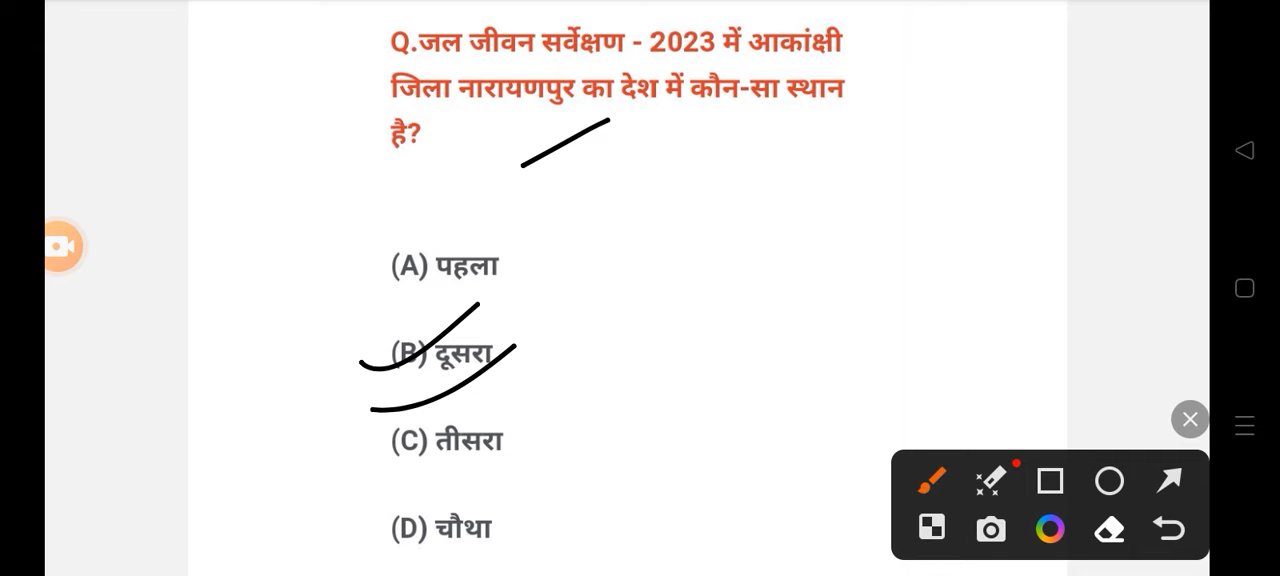 Q.जल जीवन सर्वेक्षण - 2023 में आकांक्षी
जिला नारायणपुर का देश में कौन-सा स्थान
है?
(A) पहला
(B) दूसरा
(C) तीसरा
(D) चौथा